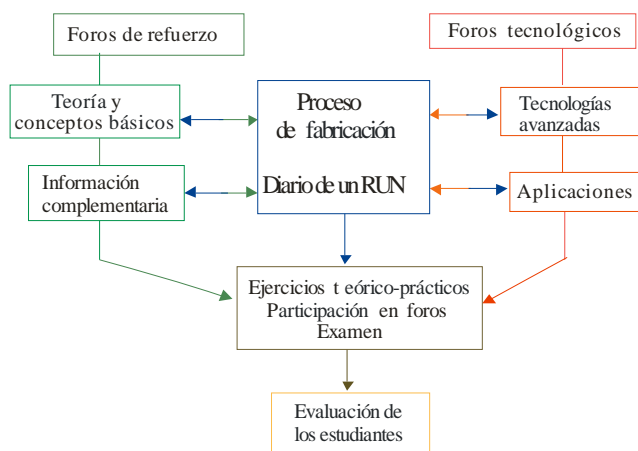 Foros de refuerzo
Foros tecnológicos
Teoría y
conceptos básicos
Proceso
de fabricación
Diario de un RUN
Tecnologías
avanzadas
Información
complementaria
Aplicaciones
Ejercicios t eórico-prácticos
Participación en foros
Examen
Evaluación de
los estudiantes